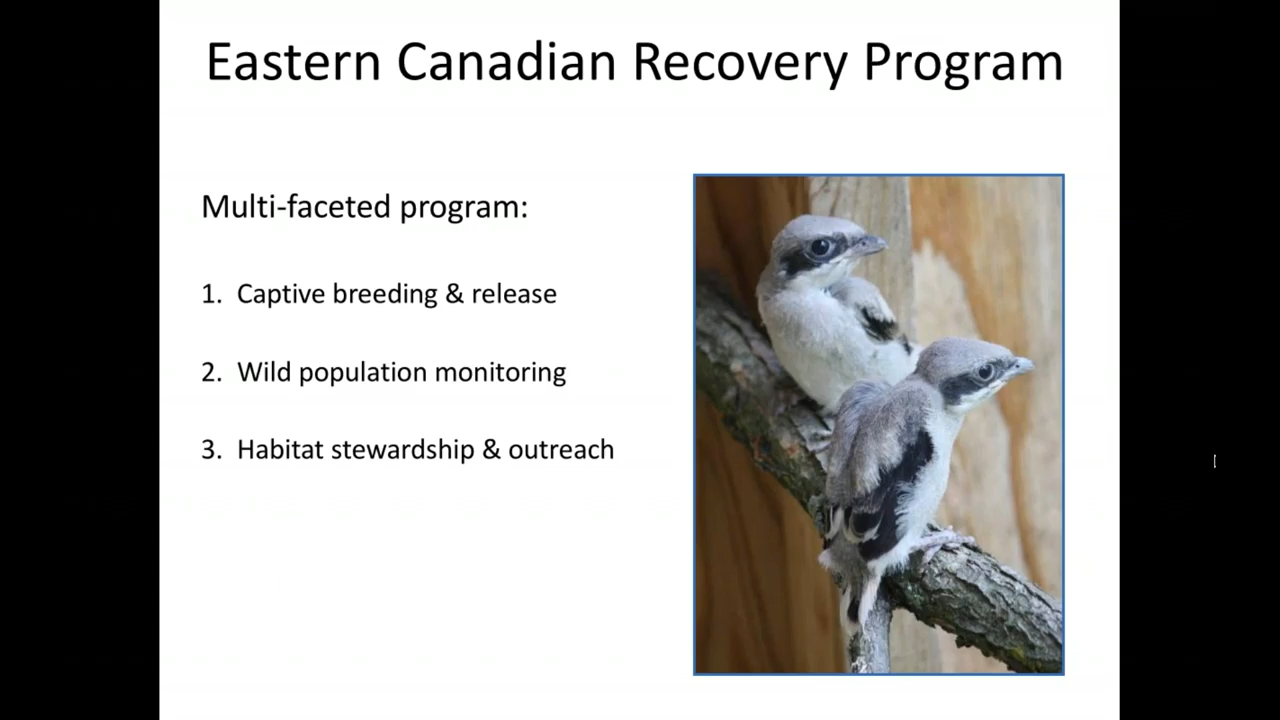 Eastern Canadian Recovery Program
Multi-faceted program:
1. Captive breeding & release
2. Wild population monitoring
3. Habitat stewardship & outreach